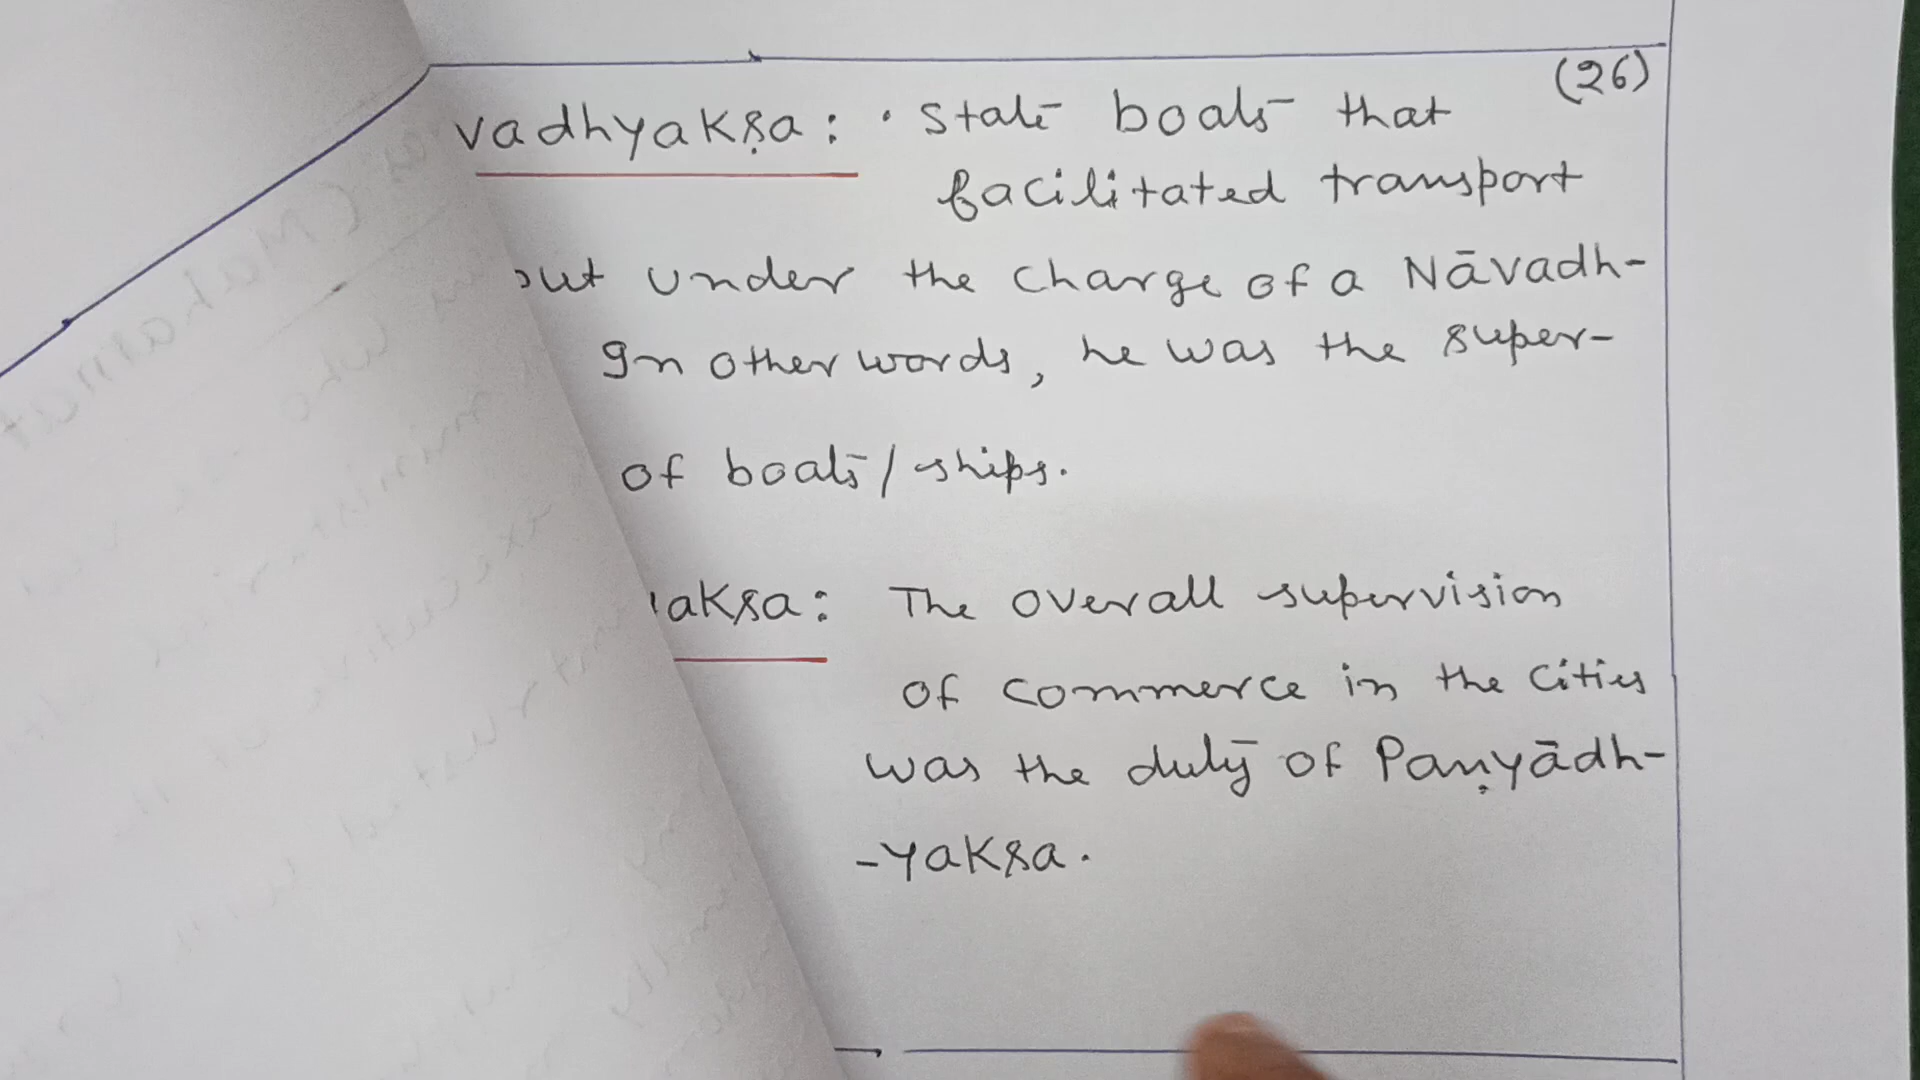 (26)
vadhyakṣa: • State boats that
facilitated transport
out under the charge of a Nāvadh-
In other words, he was the super-
of boats/ships.
yakṣa: The overall supervision
of commerce in the cities
was the duty of Paṇyādh-
-yakṣa.